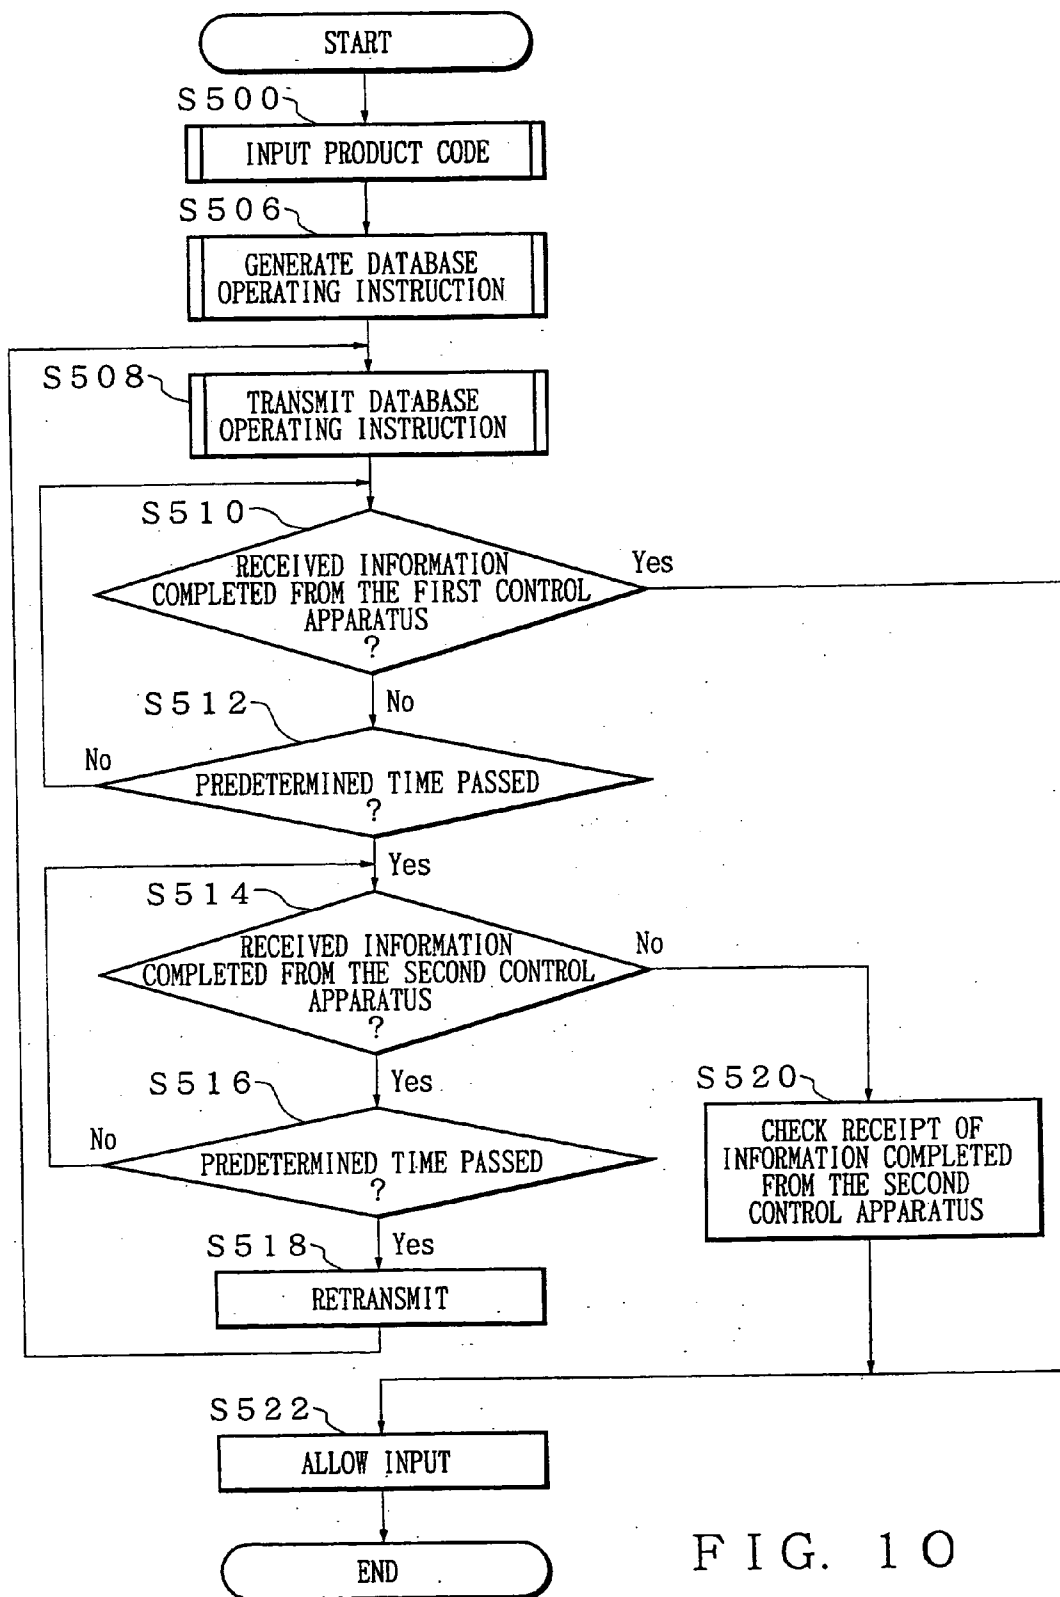 START
S500
INPUT PRODUCT CODE
S506
GENERATE DATABASE
OPERATING INSTRUCTION
S508
TRANSMIT DATABASE
OPERATING INSTRUCTION
S510
RECEIVED INFORMATION
COMPLETED FROM THE FIRST CONTROL
APPARATUS
?
Yes
No
S512
No
PREDETERMINED TIME PASSED
?
Yes
S514
RECEIVED INFORMATION
COMPLETED FROM THE SECOND CONTROL
APPARATUS
?
No
Yes
S516
No
PREDETERMINED TIME PASSED
?
Yes
S520
CHECK RECEIPT OF
INFORMATION COMPLETED
FROM THE SECOND
CONTROL APPARATUS
S518
RETRANSMIT
S522
ALLOW INPUT
END
FIG. 10